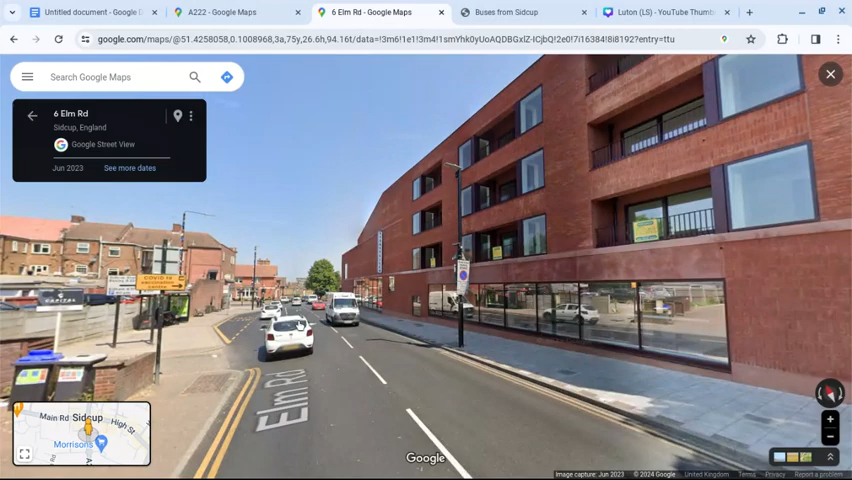 Untitled document - Google D
A222 - Google Maps
6 Elm Rd - Google Maps
Buses from Sidcup
Luton (LS) - YouTube Thumb
google.com/maps/@51.4258058,0.1008968,3a,75y,26.6h,94.16t/data=!3m6!1e1!3m4!1smYhk0yUoAQDBGxlZ-ICjbQ!2e0!7i16384!8i8192?entry=ttu
Search Google Maps
6 Elm Rd
Sidcup, England
Google Street View
Jun 2023
See more dates
COVID 19
vaccination
centre
Elm Rd
Main Rd
Sidcup
High St
Morrisons
Google
Image capture: Jun 2023
© 2024 Google
United Kingdom
Terms
Privacy
Report a problem